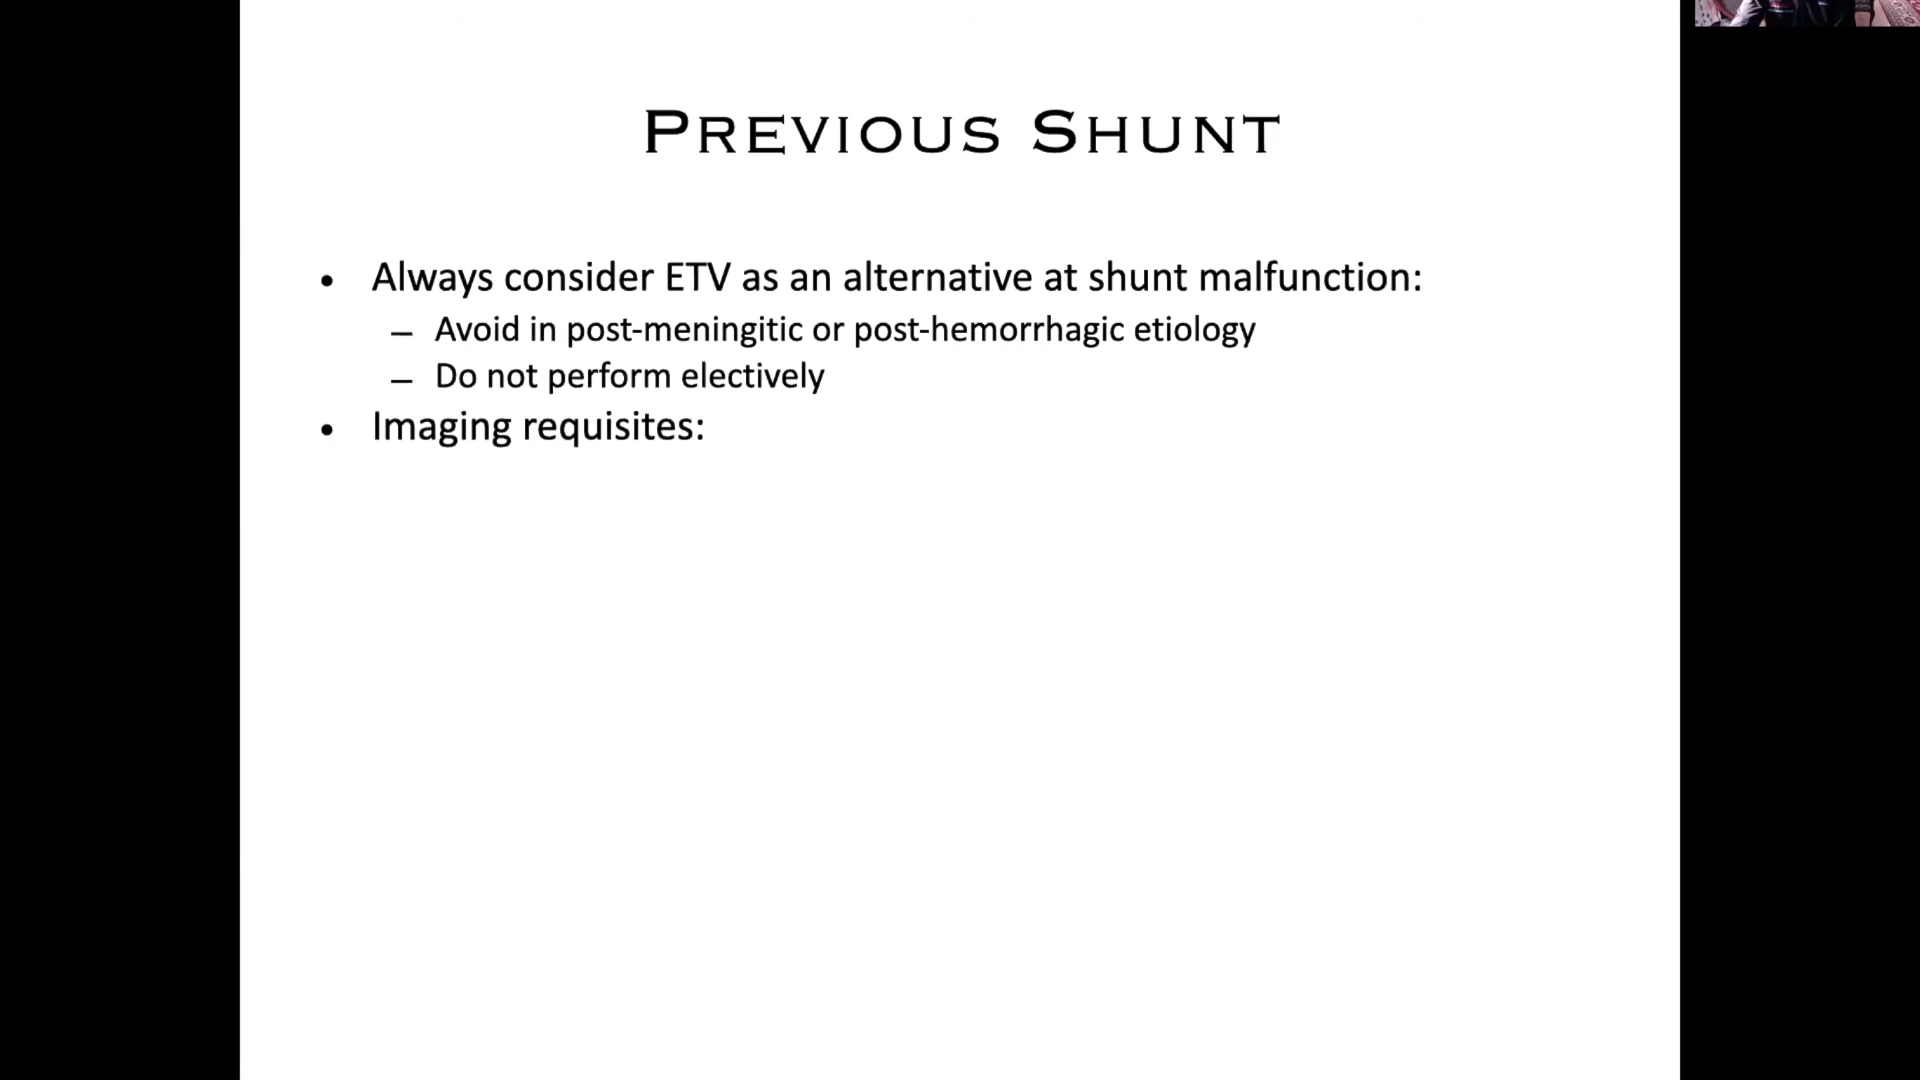 PREVIOUS SHUNT
• Always consider ETV as an alternative at shunt malfunction:
– Avoid in post-meningitic or post-hemorrhagic etiology
– Do not perform electively
• Imaging requisites: